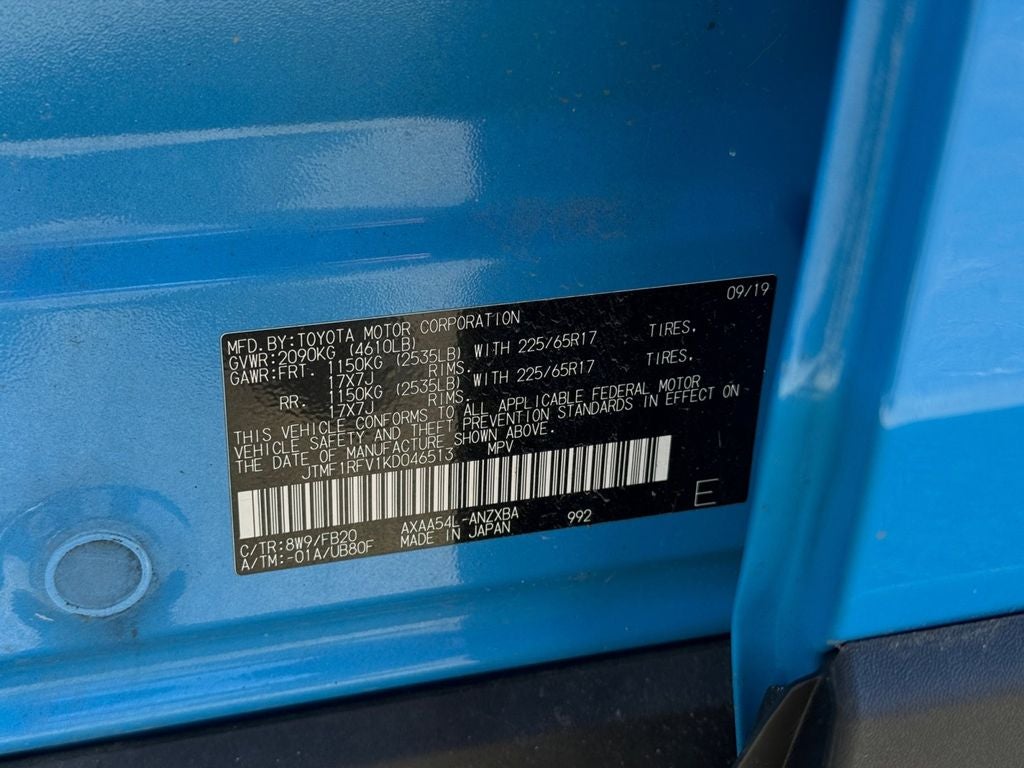 09/19
MFD.BY:TOYOTA MOTOR CORPORATION
GVWR:2090KG (4610LB)
GAWR:FRT. 1150KG (2535LB) WITH 225/65R17 TIRES.
17X7J RIMS.
RR. 1150KG (2535LB) WITH 225/65R17 TIRES.
17X7J RIMS.
THIS VEHICLE CONFORMS TO ALL APPLICABLE FEDERAL MOTOR
VEHICLE SAFETY AND THEFT PREVENTION STANDARDS IN EFFECT ON
THE DATE OF MANUFACTURE SHOWN ABOVE.
JTMF1RFV1KD046513 MPV
E
C/TR:8W9/FB20 AXAA54L-ANZXBA 992
A/TM:-01A/UB80F MADE IN JAPAN